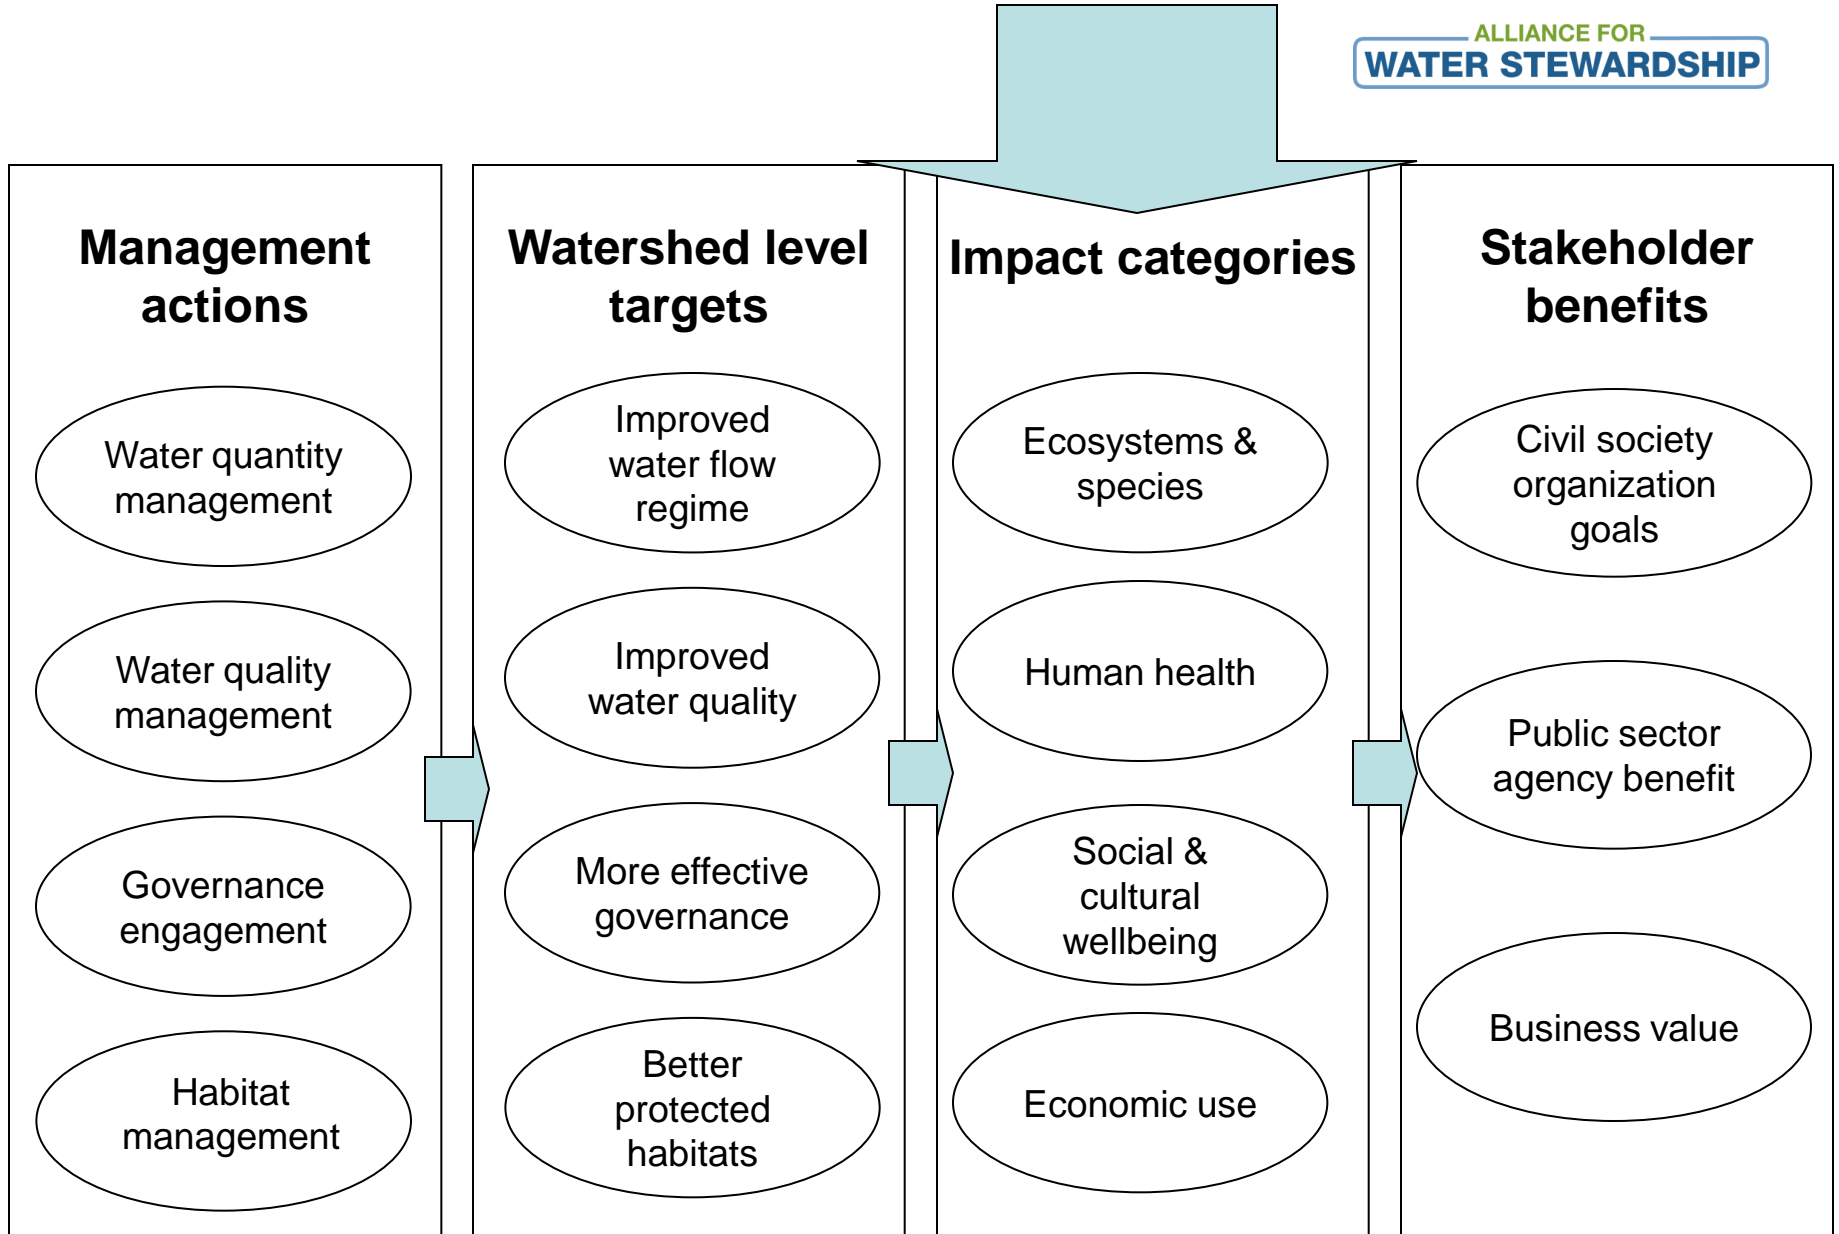 ALLIANCE FOR
WATER STEWARDSHIP
Management
actions
Water quantity
management
Water quality
management
Governance
engagement
Habitat
management
Watershed level
targets
Improved
water flow
regime
Improved
water quality
More effective
governance
Better
protected
habitats
Impact categories
Ecosystems &
species
Human health
Social &
cultural
wellbeing
Economic use
Stakeholder
benefits
Civil society
organization
goals
Public sector
agency benefit
Business value